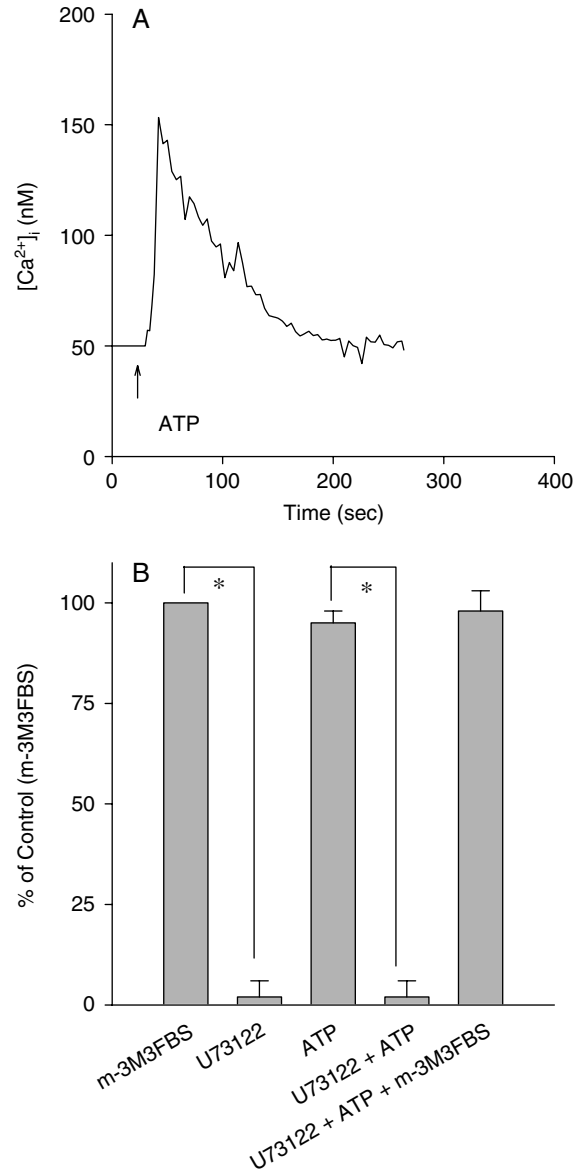 A
200
150
100
50
0
[Ca²⁺]ᵢ (nM)
ATP
0 100 200 300 400
Time (sec)
B
* *
100
75
50
25
0
% of Control (m-3M3FBS)
m-3M3FBS
U73122
ATP
U73122 + ATP
U73122 + ATP + m-3M3FBS